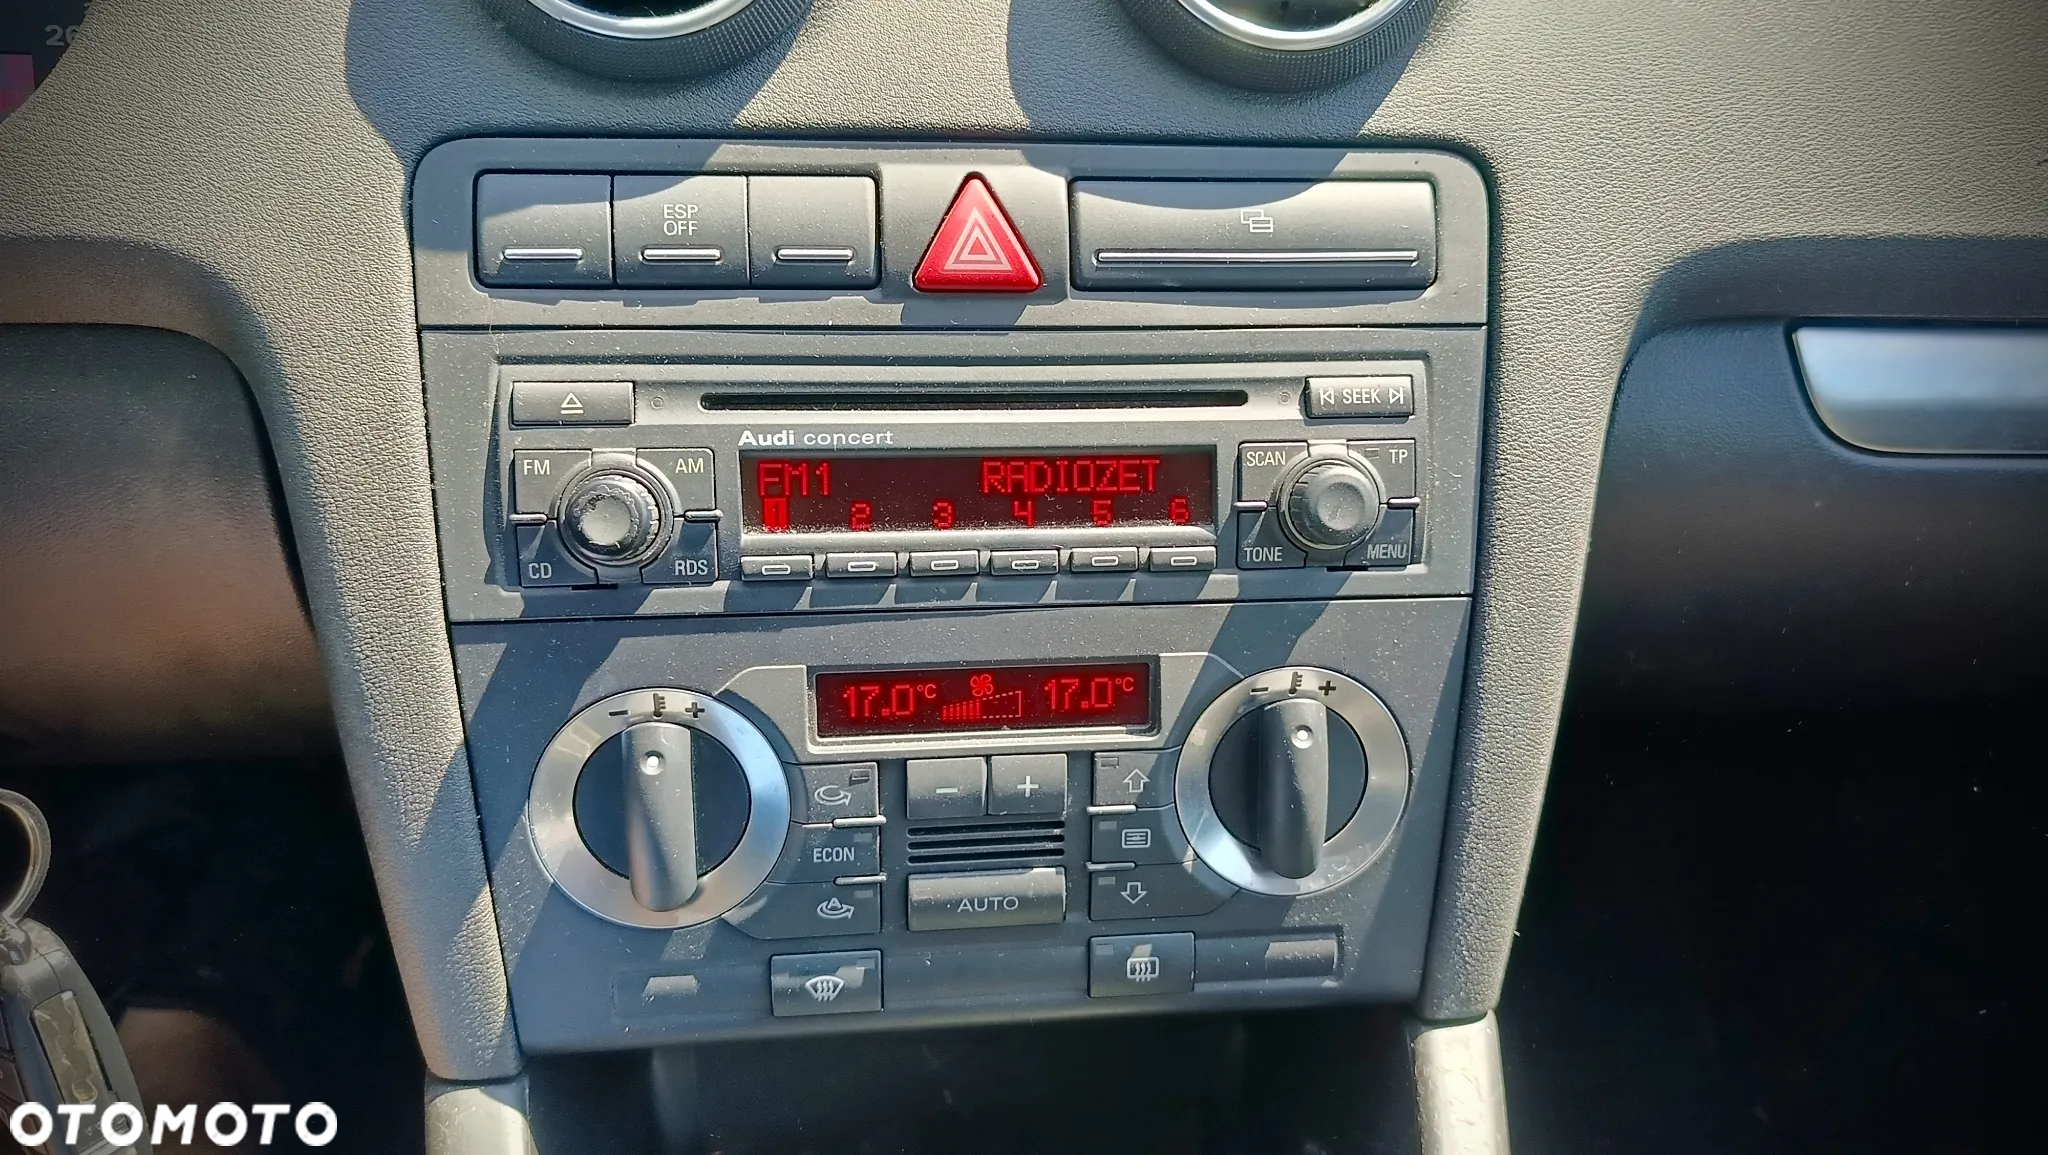 26
ESP
OFF
SEEK
Audi concert
FM
AM
FM1 RADIOZET
1 2 3 4 5 6
SCAN
TP
CD
RDS
TONE
MENU
- +
17.0°C
17.0°C
- +
- +
ECON
A
AUTO
OTOMOTO